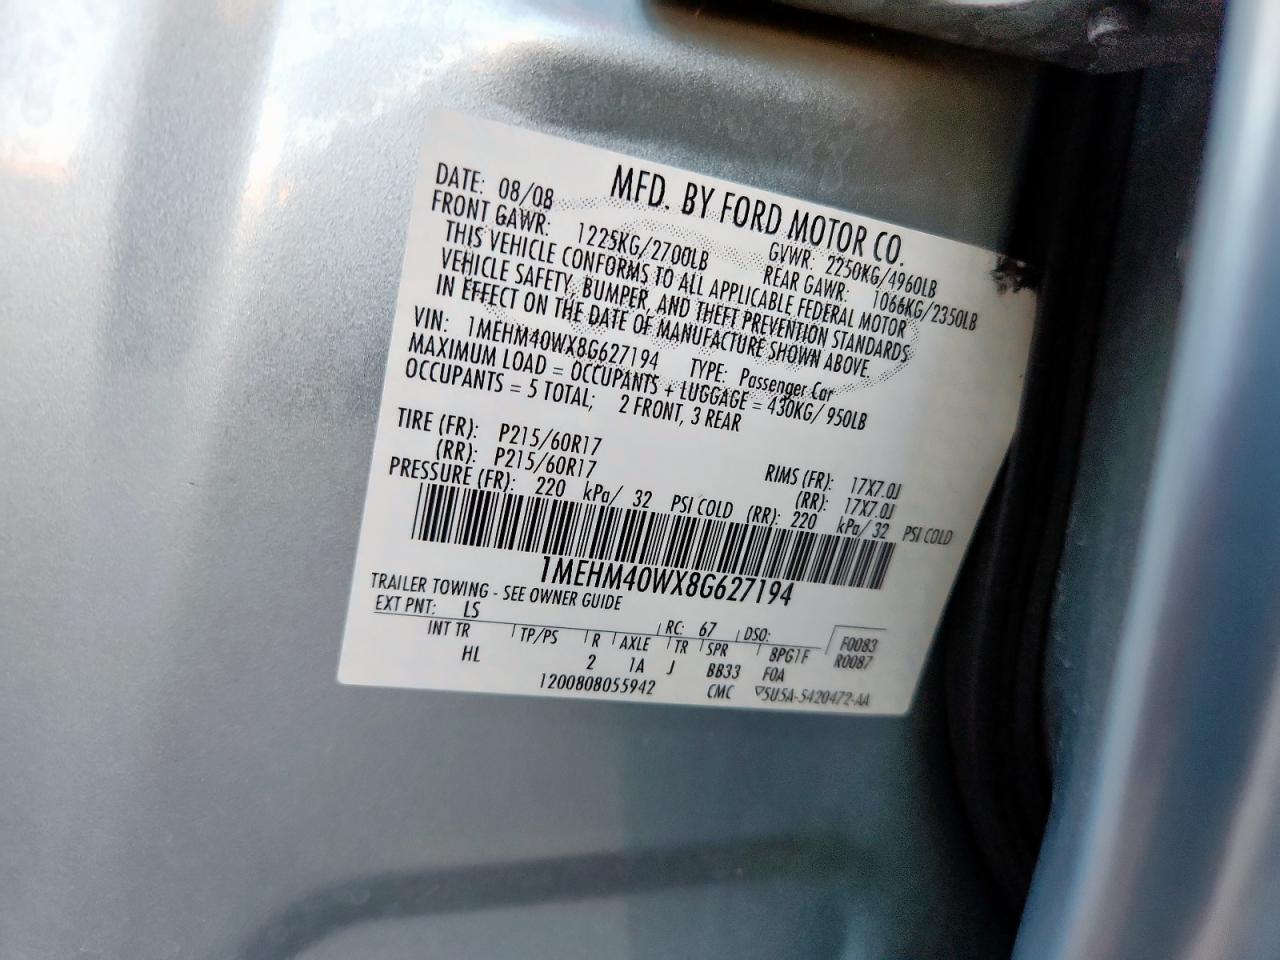 MFD. BY FORD MOTOR CO.
DATE: 08/08 GVWR: 2250KG/4960LB
FRONT GAWR: 1225KG/2700LB REAR GAWR: 1066KG/2350LB
THIS VEHICLE CONFORMS TO ALL APPLICABLE FEDERAL MOTOR
VEHICLE SAFETY, BUMPER, AND THEFT PREVENTION STANDARDS
IN EFFECT ON THE DATE OF MANUFACTURE SHOWN ABOVE.
VIN: 1MEHM40WX8G627194 TYPE: Passenger Car
MAXIMUM LOAD = OCCUPANTS + LUGGAGE = 430KG/ 950LB
OCCUPANTS = 5 TOTAL; 2 FRONT, 3 REAR
TIRE (FR): P215/60R17 RIMS (FR): 17X7.0J
(RR): P215/60R17 (RR): 17X7.0J
PRESSURE (FR): 220 kPa/ 32 PSI COLD (RR): 220 kPa/ 32 PSI COLD
1MEHM40WX8G627194
TRAILER TOWING - SEE OWNER GUIDE
EXT PNT: LS RC: 67 DSO: F0083
INT TR TP/PS R AXLE TR SPR 8PG1F R0087
HL 2 1A J BB33 F0A
1200808055942 CMC ▽5U5A-5420472-AA